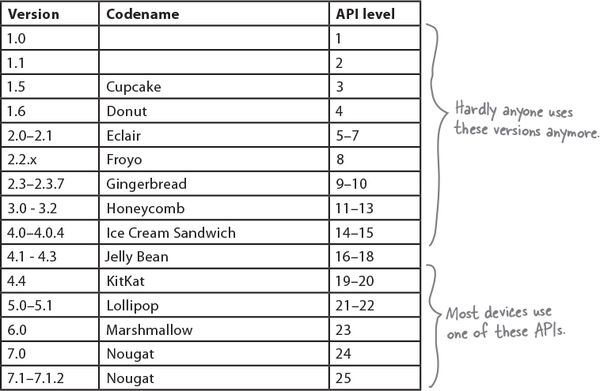 Version Codename API level
1.0 1
1.1 2
1.5 Cupcake 3
1.6 Donut 4
2.0–2.1 Eclair 5–7
2.2.x Froyo 8
2.3–2.3.7 Gingerbread 9–10
3.0 - 3.2 Honeycomb 11–13
4.0–4.0.4 Ice Cream Sandwich 14–15
4.1 - 4.3 Jelly Bean 16–18
4.4 KitKat 19–20
5.0–5.1 Lollipop 21–22
6.0 Marshmallow 23
7.0 Nougat 24
7.1–7.1.2 Nougat 25
Hardly anyone uses
these versions anymore.
Most devices use
one of these APIs.